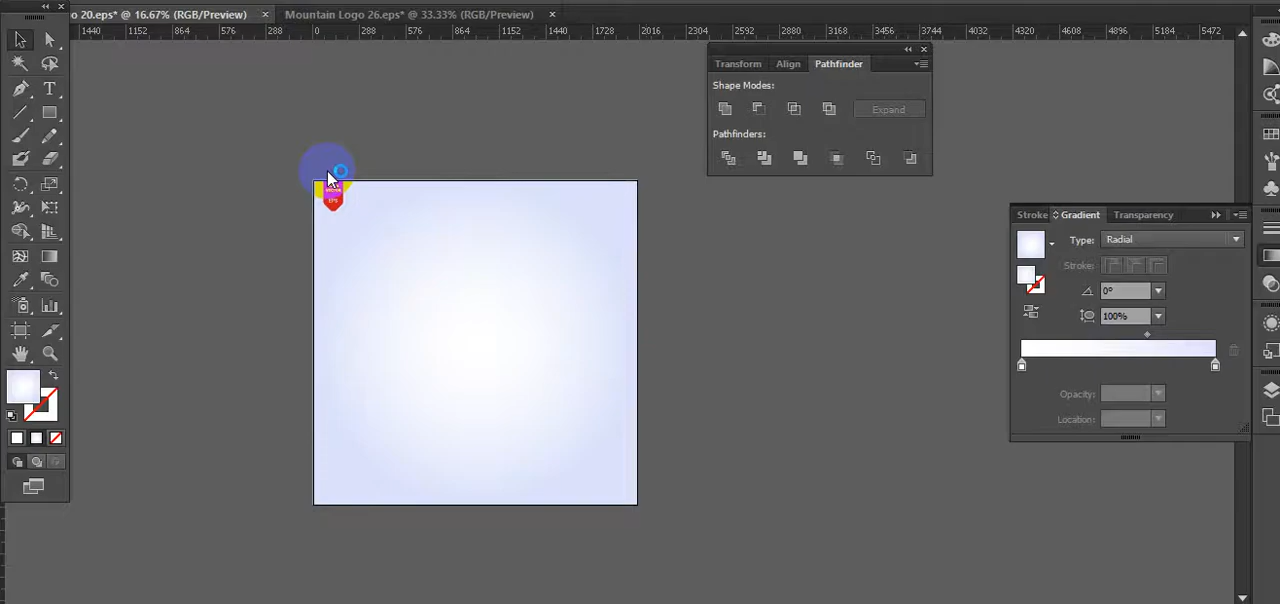 o 20.eps* @ 16.67% (RGB/Preview) × Mountain Logo 26.eps* @ 33.33% (RGB/Preview) ×
1440 1152 864 576 288 0 288 576 864 1152 1440 1728 2016 2304 2592 2880 3168 3456 3744 4032 4320 4608 4896 5184 5472
Transform Align Pathfinder
Shape Modes:
Expand
Pathfinders:
EPS
Stroke Gradient Transparency
Type: Radial
Stroke:
0°
100%
Opacity:
Location: